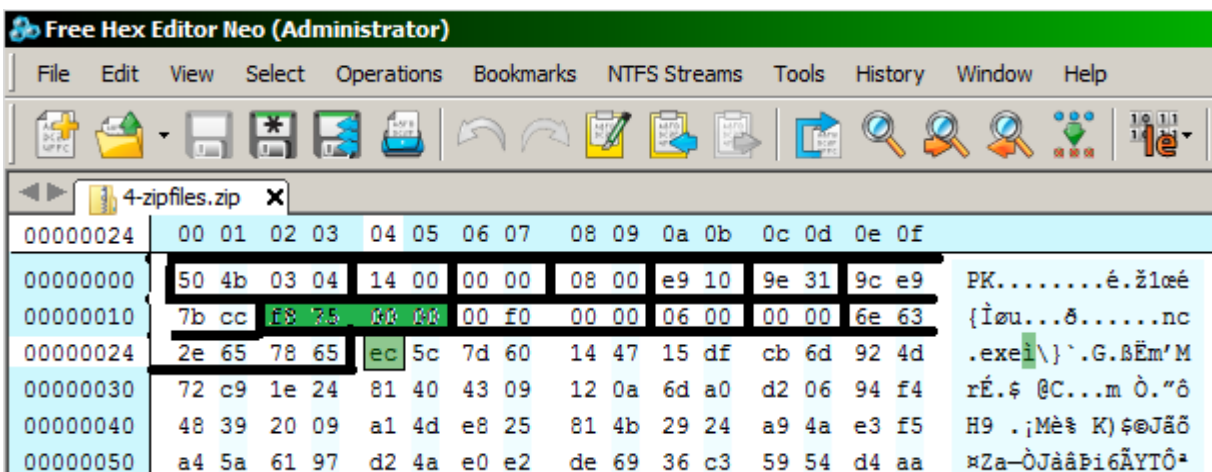 Free Hex Editor Neo (Administrator)
File Edit View Select Operations Bookmarks NTFS Streams Tools History Window Help
4-zipfiles.zip
00000024 00 01 02 03 04 05 06 07 08 09 0a 0b 0c 0d 0e 0f
00000000 50 4b 03 04 14 00 00 00 08 00 e9 10 9e 31 9c e9 PK........é.ž1œé
00000010 7b cc f8 75 00 00 00 f0 00 00 06 00 00 00 6e 63 {Ìøu...ð......nc
00000024 2e 65 78 65 ec 5c 7d 60 14 47 15 df cb 6d 92 4d .exeì\}`.G.ßËm’M
00000030 72 c9 1e 24 81 40 43 09 12 0a 6d a0 d2 06 94 f4 rÉ.$ @C...m Ò.”ô
00000040 48 39 20 09 a1 4d e8 25 81 4b 29 24 a9 4a e3 f5 H9 .¡Mè% K)$©Jãõ
00000050 a4 5a 61 97 d2 4a e0 e2 de 69 36 c3 59 54 d4 aa ¤Za—ÒJàâÞi6ÃYTÔª